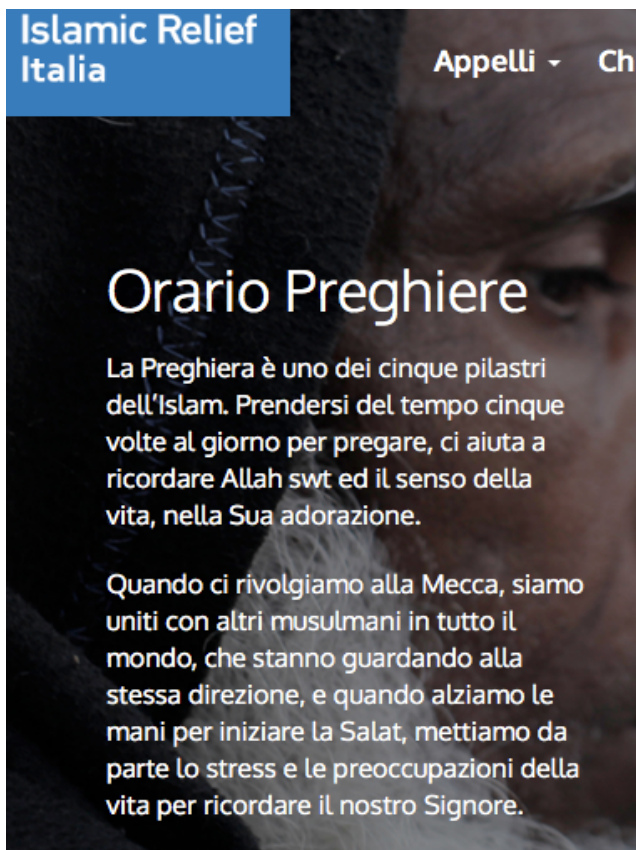 Islamic Relief
Italia
Appelli
Ch
Orario Preghiere
La Preghiera è uno dei cinque pilastri
dell'Islam. Prendersi del tempo cinque
volte al giorno per pregare, ci aiuta a
ricordare Allah swt ed il senso della
vita, nella Sua adorazione.
Quando ci rivolgiamo alla Mecca, siamo
uniti con altri musulmani in tutto il
mondo, che stanno guardando alla
stessa direzione, e quando alziamo le
mani per iniziare la Salat, mettiamo da
parte lo stress e le preoccupazioni della
vita per ricordare il nostro Signore.